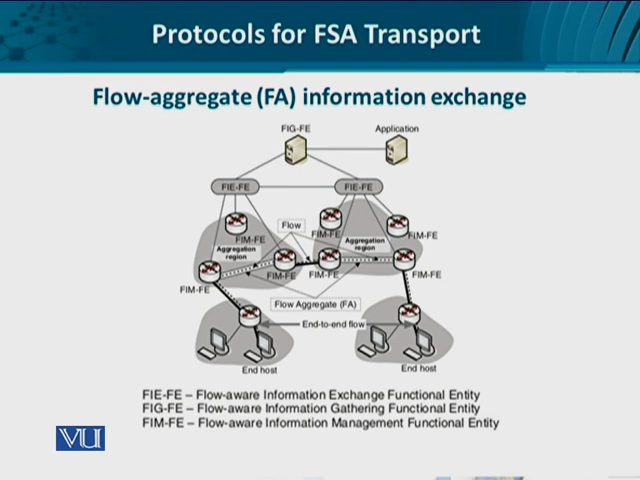 Protocols for FSA Transport
Flow-aggregate (FA) information exchange
FIG-FE
Application
FIE-FE
FIE-FE
Flow
FIM-FE
FIM-FE
FIM-FE
Aggregation
region
Aggregation
region
FIM-FE
FIM-FE
FIM-FE
FIM-FE
Flow Aggregate (FA)
End-to-end flow
End host
End host
FIE-FE – Flow-aware Information Exchange Functional Entity
FIG-FE – Flow-aware Information Gathering Functional Entity
FIM-FE – Flow-aware Information Management Functional Entity
VU